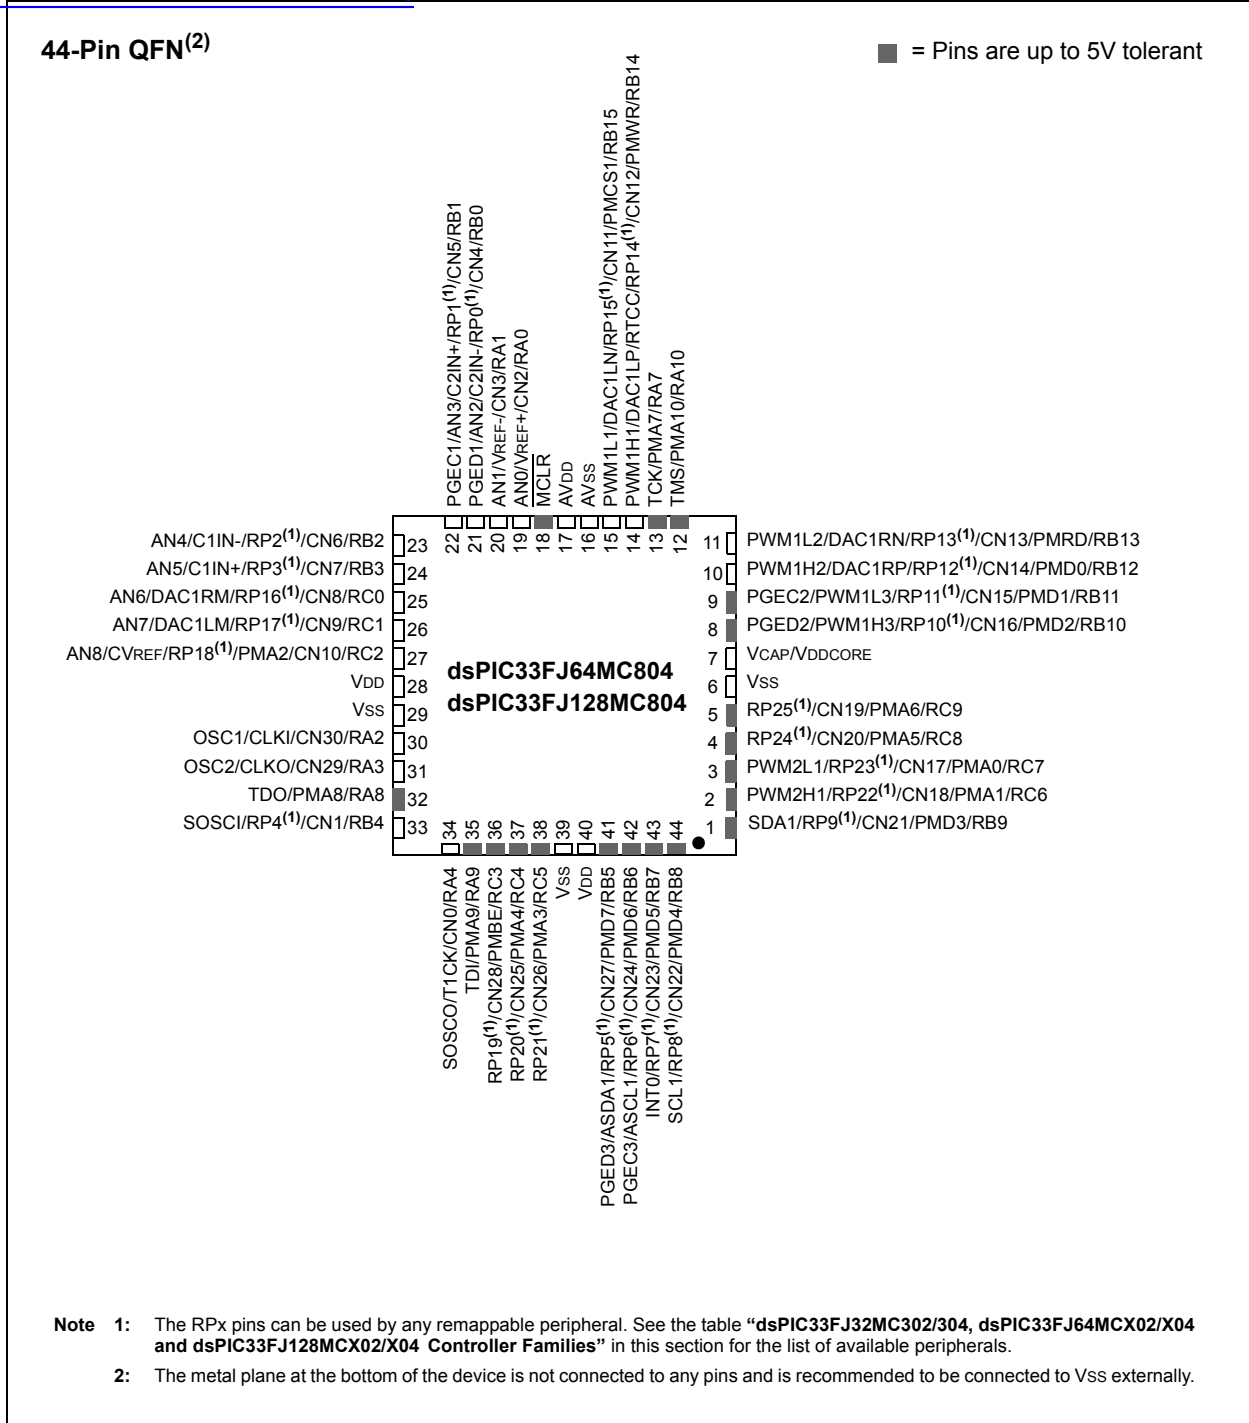 44-Pin QFN(2)
= Pins are up to 5V tolerant
PGEC1/AN3/C2IN+/RP1(1)/CN5/RB1
PGED1/AN2/C2IN-/RP0(1)/CN4/RB0
AN1/VREF-/CN3/RA1
AN0/VREF+/CN2/RA0
MCLR
AVDD
AVSS
PWM1L1/DAC1LN/RP15(1)/CN11/PMCS1/RB15
PWM1H1/DAC1LP/RTCC/RP14(1)/CN12/PMWR/RB14
TCK/PMA7/RA7
TMS/PMA10/RA10
22 21 20 19 18 17 16 15 14 13 12
AN4/C1IN-/RP2(1)/CN6/RB2 23
AN5/C1IN+/RP3(1)/CN7/RB3 24
AN6/DAC1RM/RP16(1)/CN8/RC0 25
AN7/DAC1LM/RP17(1)/CN9/RC1 26
AN8/CVREF/RP18(1)/PMA2/CN10/RC2 27
VDD 28
VSS 29
OSC1/CLKI/CN30/RA2 30
OSC2/CLKO/CN29/RA3 31
TDO/PMA8/RA8 32
SOSCI/RP4(1)/CN1/RB4 33
dsPIC33FJ64MC804
dsPIC33FJ128MC804
11 PWM1L2/DAC1RN/RP13(1)/CN13/PMRD/RB13
10 PWM1H2/DAC1RP/RP12(1)/CN14/PMD0/RB12
9 PGEC2/PWM1L3/RP11(1)/CN15/PMD1/RB11
8 PGED2/PWM1H3/RP10(1)/CN16/PMD2/RB10
7 VCAP/VDDCORE
6 VSS
5 RP25(1)/CN19/PMA6/RC9
4 RP24(1)/CN20/PMA5/RC8
3 PWM2L1/RP23(1)/CN17/PMA0/RC7
2 PWM2H1/RP22(1)/CN18/PMA1/RC6
1 SDA1/RP9(1)/CN21/PMD3/RB9
34 35 36 37 38 39 40 41 42 43 44
SOSCO/T1CK/CN0/RA4
TDI/PMA9/RA9
RP19(1)/CN28/PMBE/RC3
RP20(1)/CN25/PMA4/RC4
RP21(1)/CN26/PMA3/RC5
VSS
VDD
PGED3/ASDA1/RP5(1)/CN27/PMD7/RB5
PGEC3/ASCL1/RP6(1)/CN24/PMD6/RB6
INT0/RP7(1)/CN23/PMD5/RB7
SCL1/RP8(1)/CN22/PMD4/RB8
Note 1: The RPx pins can be used by any remappable peripheral. See the table “dsPIC33FJ32MC302/304, dsPIC33FJ64MCX02/X04
and dsPIC33FJ128MCX02/X04 Controller Families” in this section for the list of available peripherals.
2: The metal plane at the bottom of the device is not connected to any pins and is recommended to be connected to VSS externally.